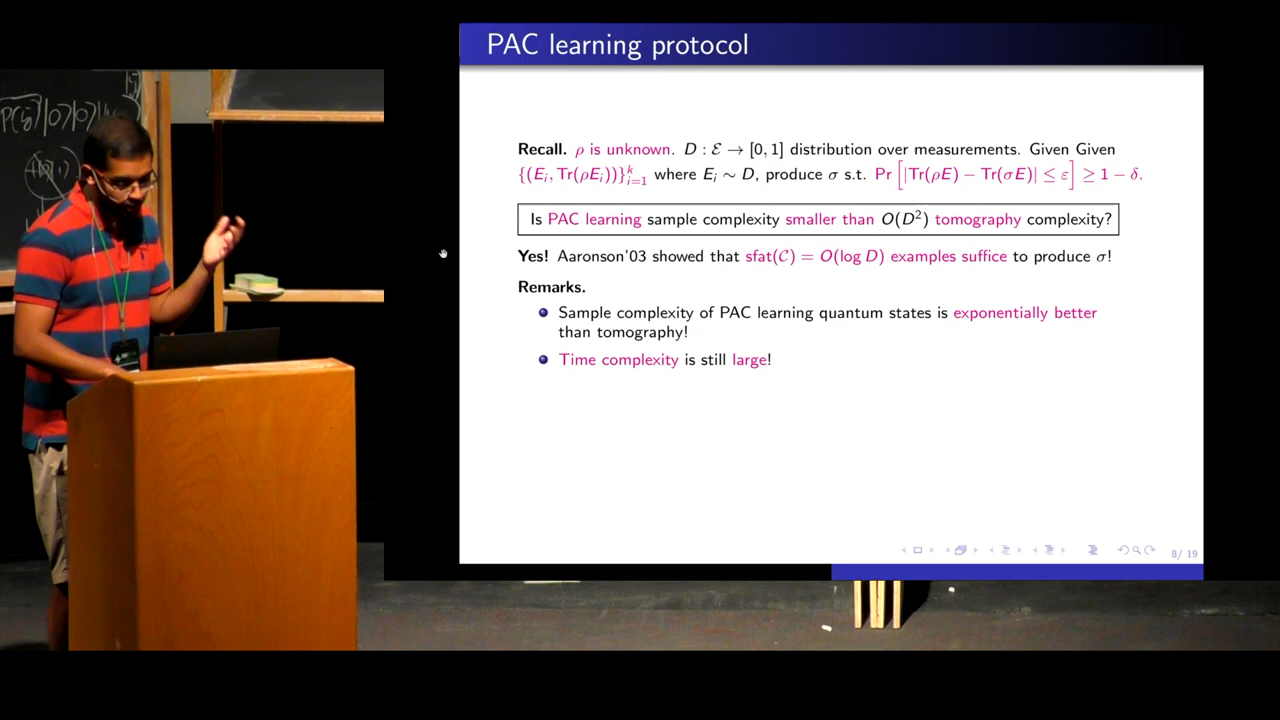 PAC learning protocol
Recall. ρ is unknown. D : ℰ → [0, 1] distribution over measurements. Given Given
{(E_i, Tr(ρE_i))}_{i=1}^k where E_i ∼ D, produce σ s.t. Pr[|Tr(ρE) − Tr(σE)| ≤ ε] ≥ 1 − δ.
Is PAC learning sample complexity smaller than O(D²) tomography complexity?
Yes! Aaronson'03 showed that sfat(𝒞) = O(log D) examples suffice to produce σ!
Remarks.
Sample complexity of PAC learning quantum states is exponentially better
than tomography!
Time complexity is still large!
8/ 19